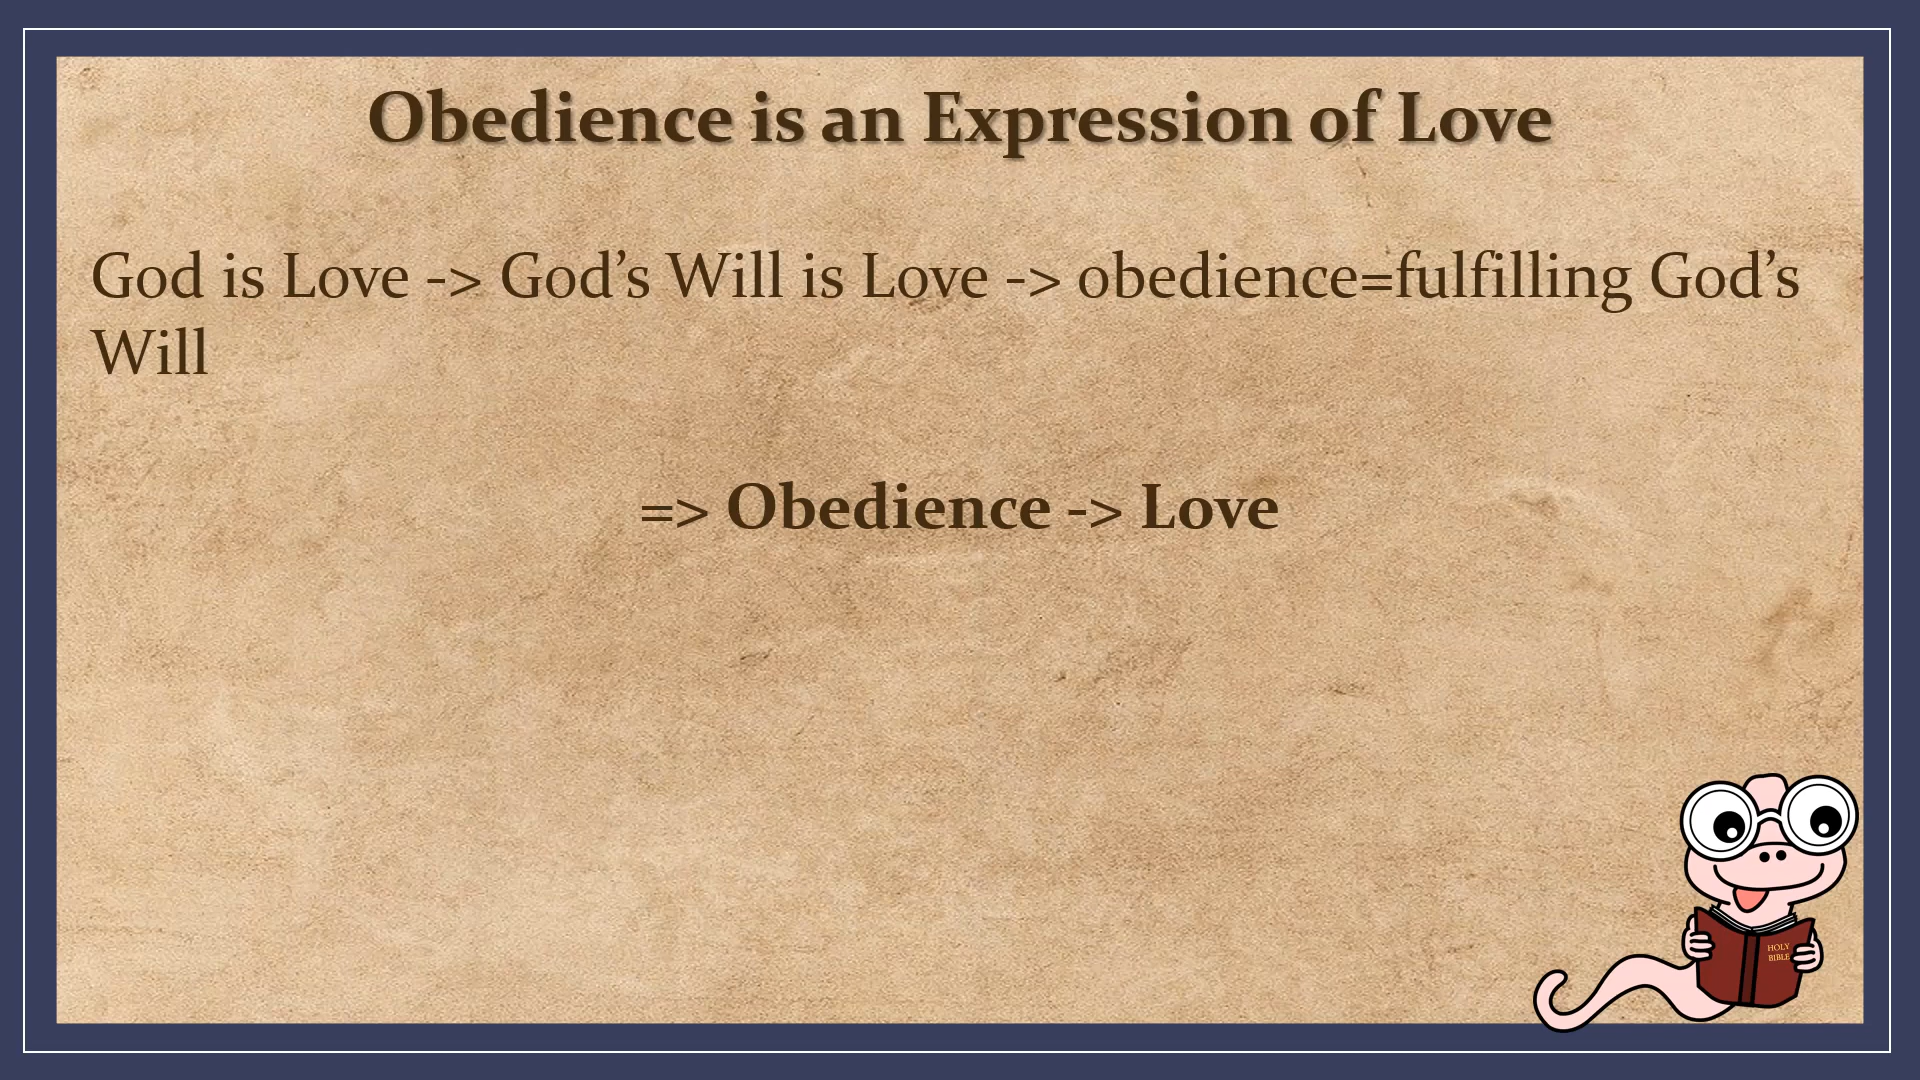 Obedience is an Expression of Love
God is Love -> God’s Will is Love -> obedience=fulfilling God’s
Will
=> Obedience -> Love
HOLY
BIBLE